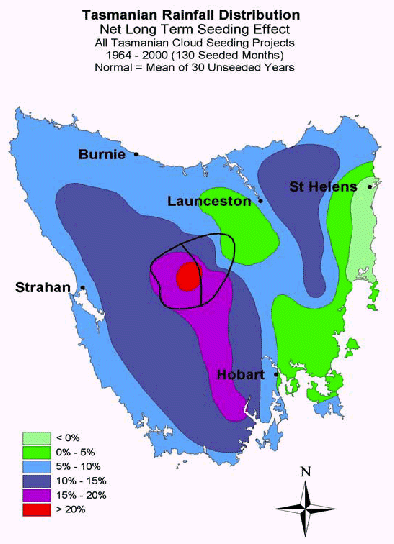 Tasmanian Rainfall Distribution
Net Long Term Seeding Effect
All Tasmanian Cloud Seeding Projects
1964 - 2000 (130 Seeded Months)
Normal = Mean of 30 Unseeded Years
Burnie
St Helens
Launceston
Strahan
Hobart
< 0%
0% - 5%
5% - 10%
10% - 15%
15% - 20%
> 20%
N